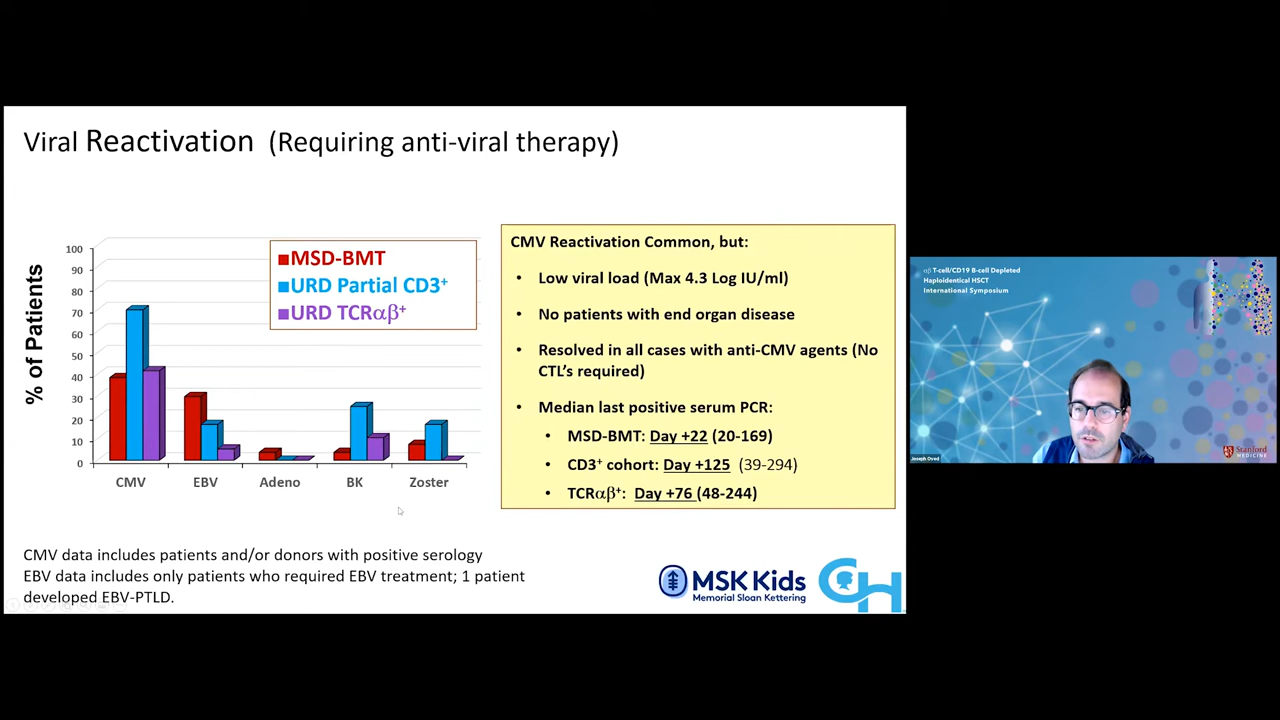 Viral Reactivation (Requiring anti-viral therapy)
% of Patients
100
90
80
70
60
50
40
30
20
10
0
MSD-BMT
URD Partial CD3⁺
URD TCRαβ⁺
CMV EBV Adeno BK Zoster
CMV Reactivation Common, but:
• Low viral load (Max 4.3 Log IU/ml)
• No patients with end organ disease
• Resolved in all cases with anti-CMV agents (No
CTL's required)
• Median last positive serum PCR:
• MSD-BMT: Day +22 (20-169)
• CD3⁺ cohort: Day +125 (39-294)
• TCRαβ⁺: Day +76 (48-244)
CMV data includes patients and/or donors with positive serology
EBV data includes only patients who required EBV treatment; 1 patient
developed EBV-PTLD.
MSK Kids
Memorial Sloan Kettering
CH
αβ T-cell/CD19 B-cell Depleted
Haploidentical HSCT
International Symposium
Joseph Oved
Stanford
MEDICINE